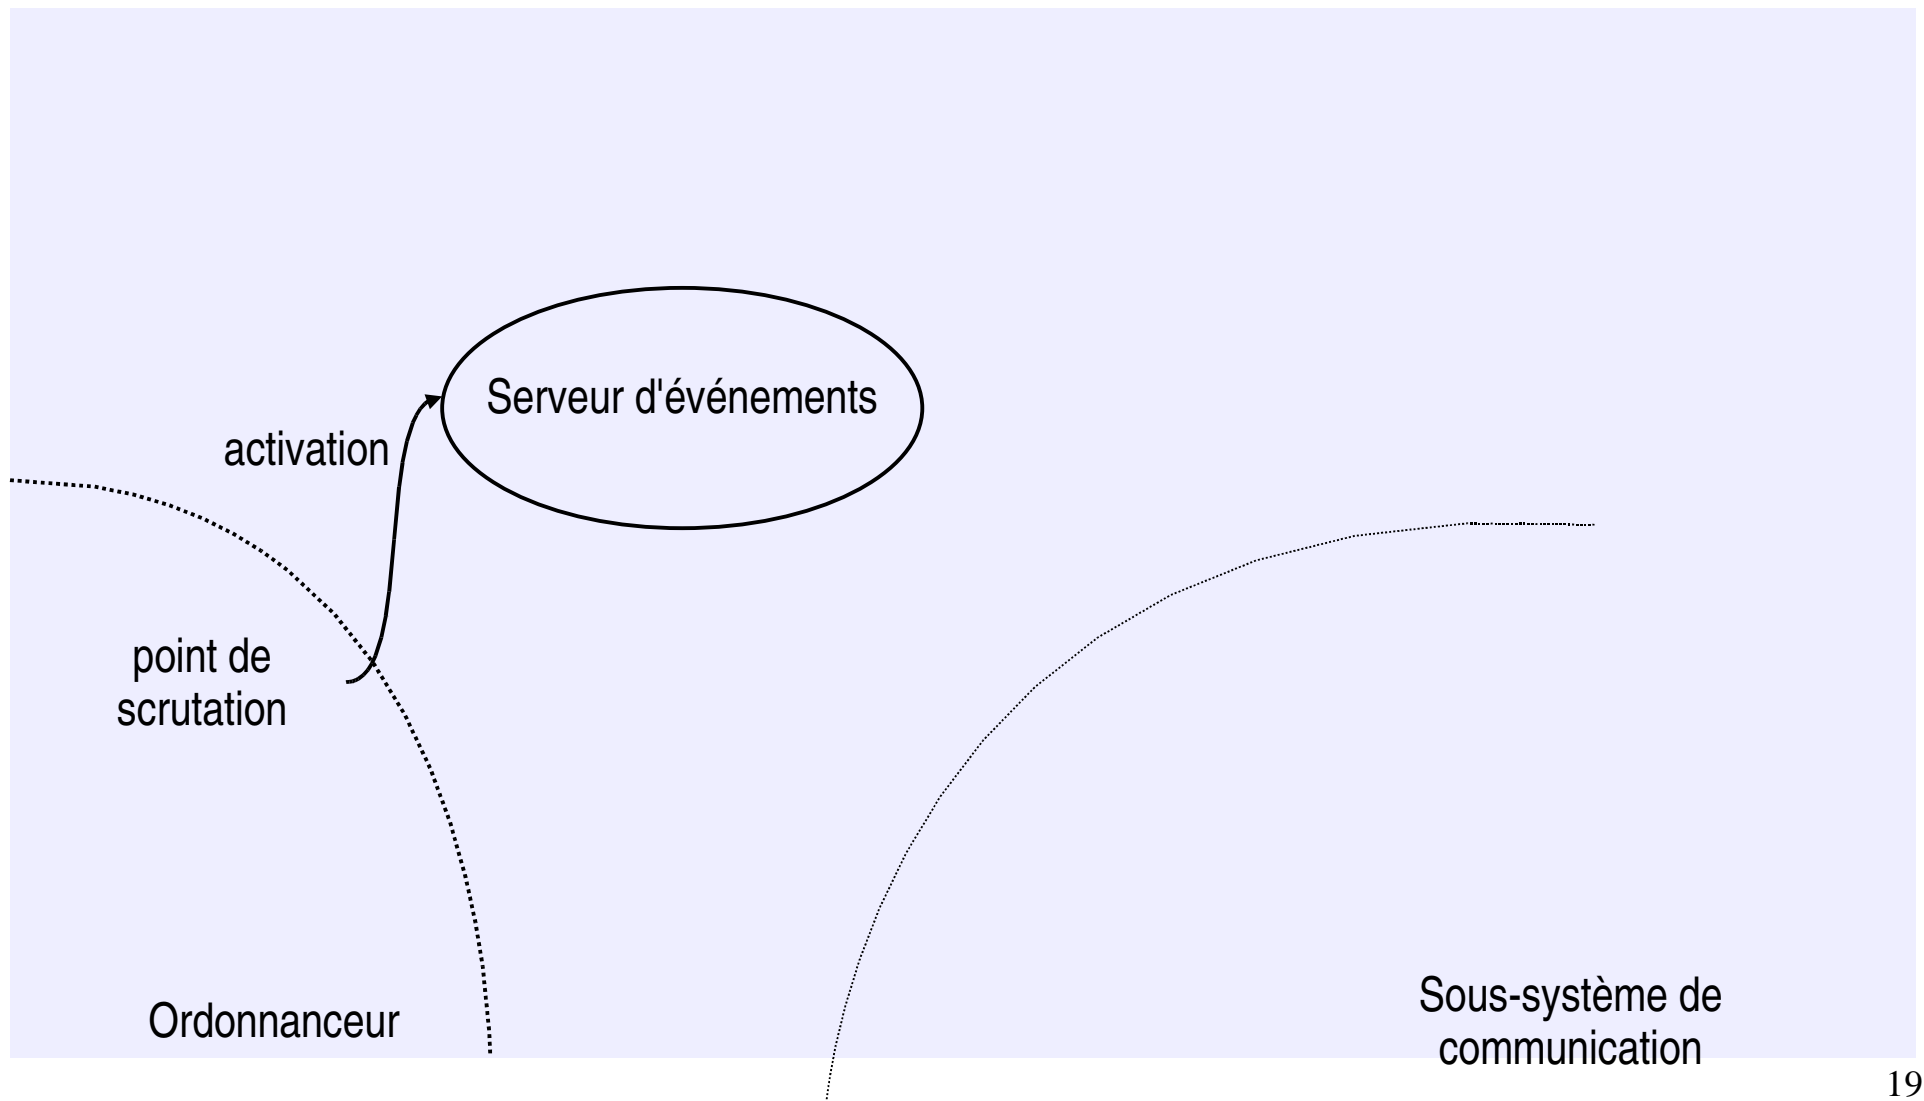 Serveur d'événements
activation
point de
scrutation
Ordonnanceur
Sous-système de
communication
19